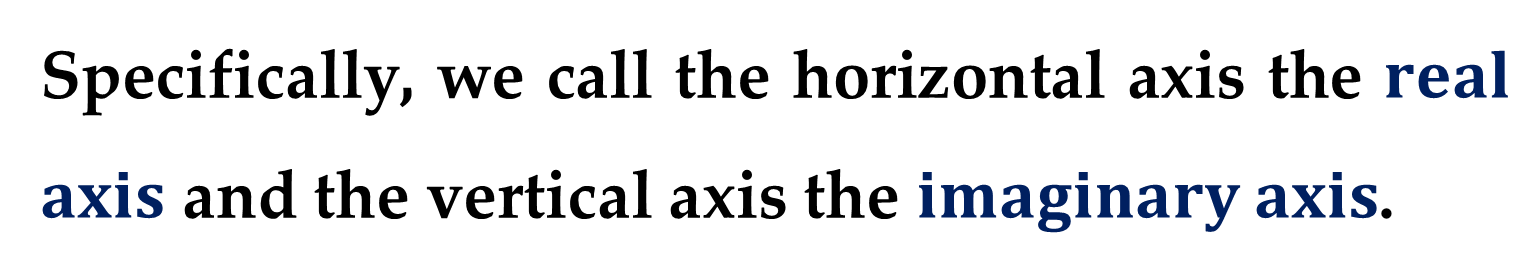 Specifically, we call the horizontal axis the real
axis and the vertical axis the imaginary axis.